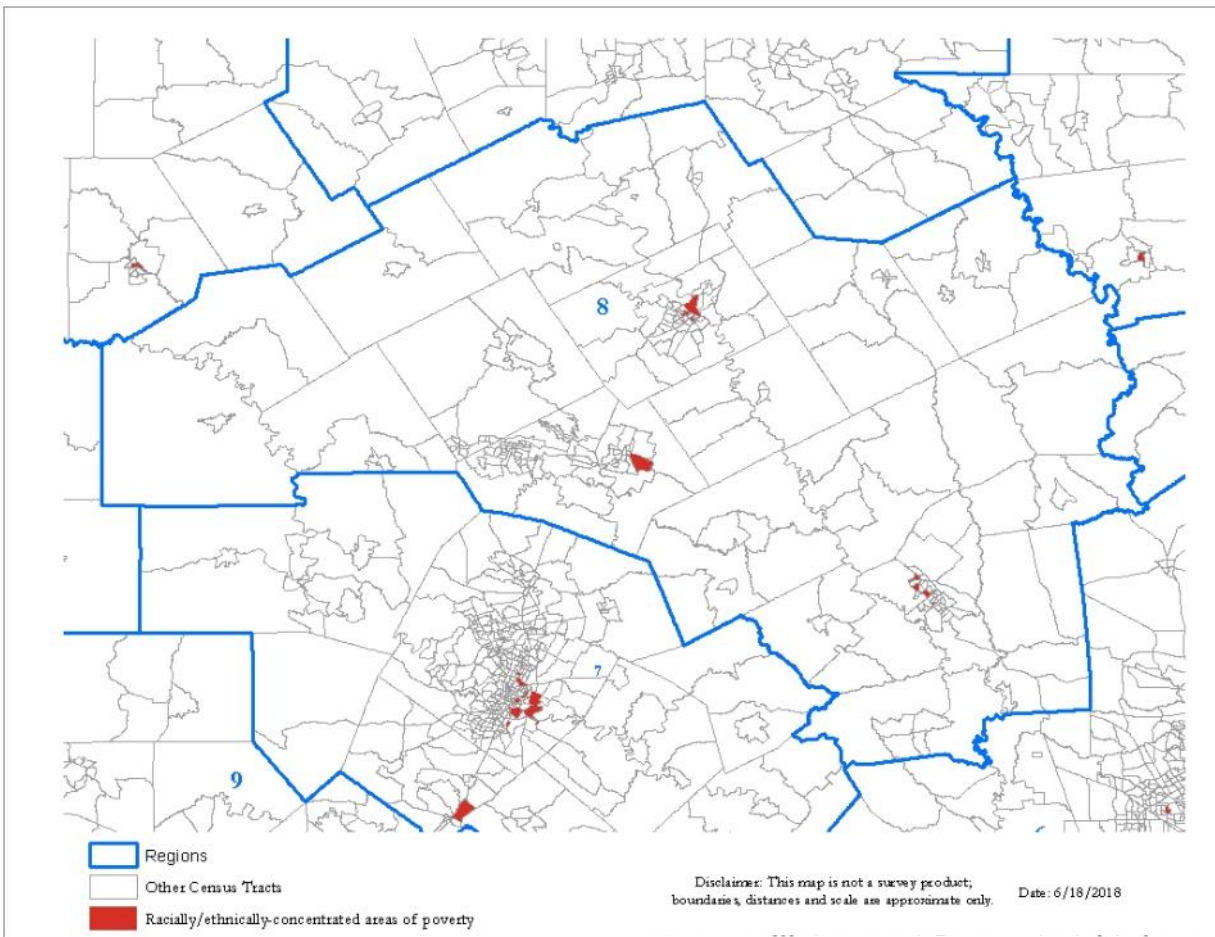 8
7
9
Regions
Other Census Tracts
Racially/ethnically-concentrated areas of poverty
Disclaimer: This map is not a survey product;
boundaries, distances and scale are approximate only.
Date: 6/18/2018